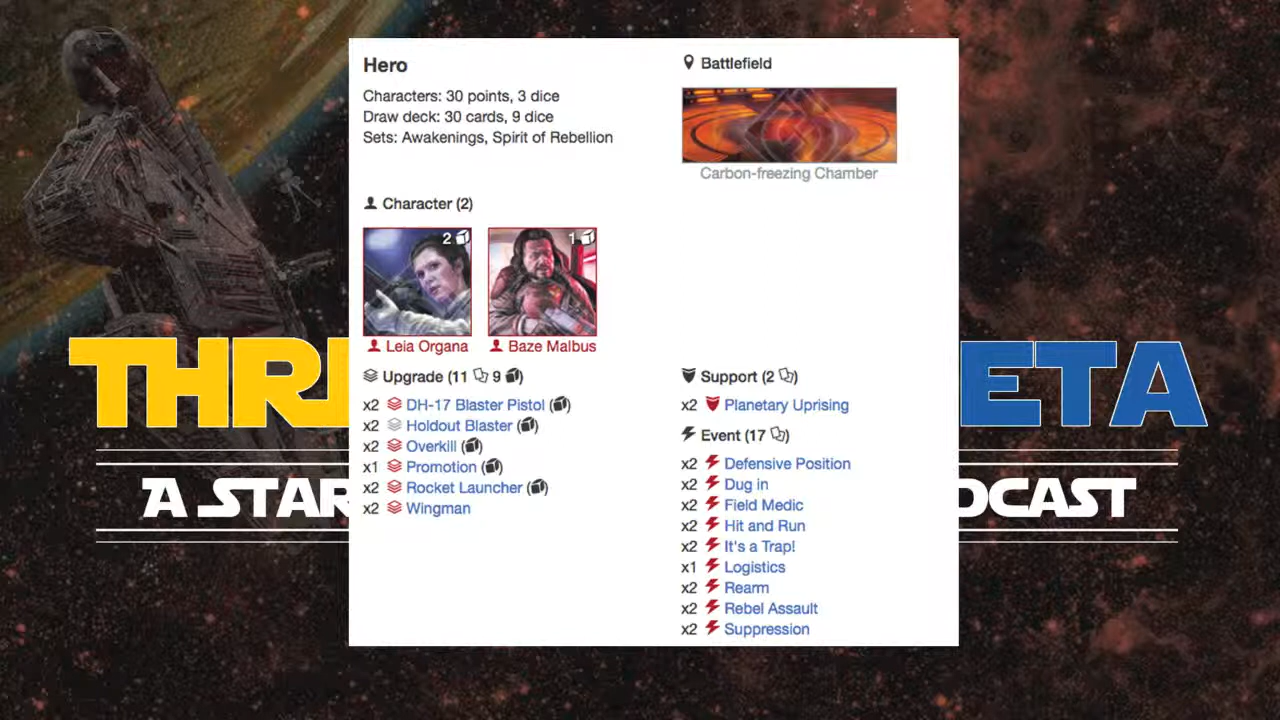 Hero
Characters: 30 points, 3 dice
Draw deck: 30 cards, 9 dice
Sets: Awakenings, Spirit of Rebellion
Battlefield
Carbon-freezing Chamber
Character (2)
2
1
Leia Organa
Baze Malbus
Upgrade (11 9)
x2 DH-17 Blaster Pistol ( )
x2 Holdout Blaster ( )
x2 Overkill ( )
x1 Promotion ( )
x2 Rocket Launcher ( )
x2 Wingman
Support (2 )
x2 Planetary Uprising
Event (17 )
x2 Defensive Position
x2 Dug in
x2 Field Medic
x2 Hit and Run
x2 It's a Trap!
x1 Logistics
x2 Rearm
x2 Rebel Assault
x2 Suppression
THR
ETA
A STAR
DCAST